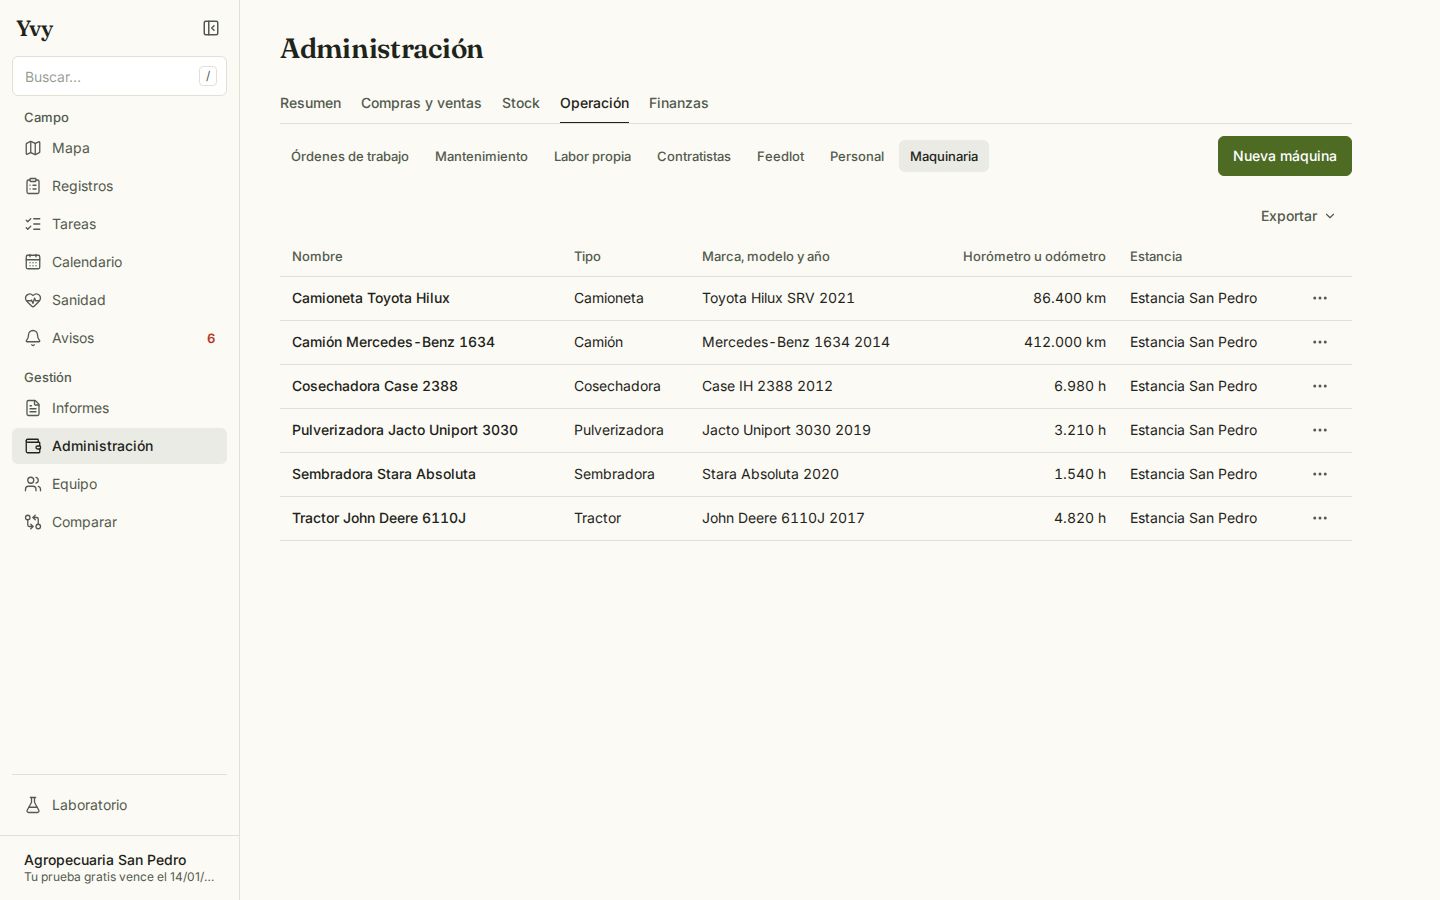 Yvy
Buscar... /
Campo
Mapa
Registros
Tareas
Calendario
Sanidad
Avisos 6
Gestión
Informes
Administración
Equipo
Comparar
Laboratorio
Agropecuaria San Pedro
Tu prueba gratis vence el 14/01/...
Administración
Resumen Compras y ventas Stock Operación Finanzas
Órdenes de trabajo Mantenimiento Labor propia Contratistas Feedlot Personal Maquinaria Nueva máquina
Exportar
Nombre Tipo Marca, modelo y año Horómetro u odómetro Estancia
Camioneta Toyota Hilux Camioneta Toyota Hilux SRV 2021 86.400 km Estancia San Pedro
Camión Mercedes-Benz 1634 Camión Mercedes-Benz 1634 2014 412.000 km Estancia San Pedro
Cosechadora Case 2388 Cosechadora Case IH 2388 2012 6.980 h Estancia San Pedro
Pulverizadora Jacto Uniport 3030 Pulverizadora Jacto Uniport 3030 2019 3.210 h Estancia San Pedro
Sembradora Stara Absoluta Sembradora Stara Absoluta 2020 1.540 h Estancia San Pedro
Tractor John Deere 6110J Tractor John Deere 6110J 2017 4.820 h Estancia San Pedro